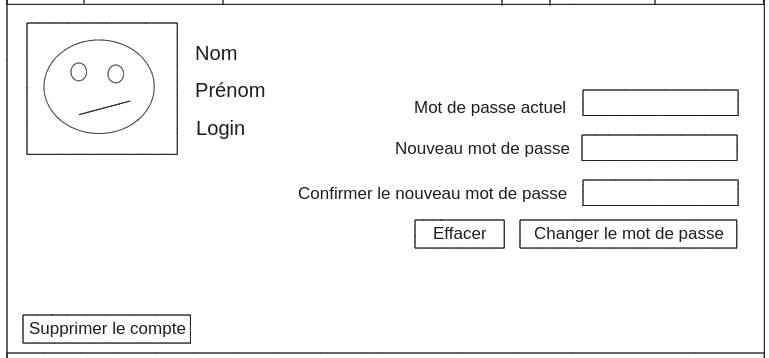 Nom
Prénom
Login
Mot de passe actuel
Nouveau mot de passe
Confirmer le nouveau mot de passe
Effacer
Changer le mot de passe
Supprimer le compte